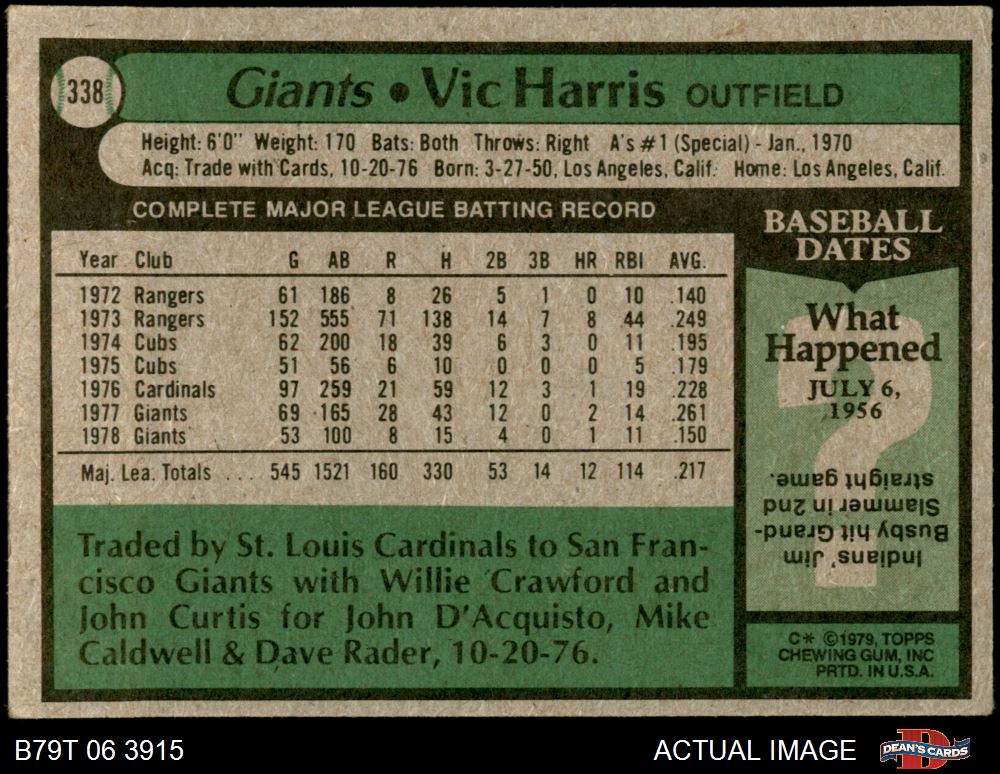 338
Giants • Vic Harris OUTFIELD
Height: 6'0" Weight: 170 Bats: Both Throws: Right A's #1 (Special) - Jan., 1970
Acq: Trade with Cards, 10-20-76 Born: 3-27-50, Los Angeles, Calif. Home: Los Angeles, Calif.
COMPLETE MAJOR LEAGUE BATTING RECORD
Year Club G AB R H 2B 3B HR RBI AVG.
1972 Rangers 61 186 8 26 5 1 0 10 .140
1973 Rangers 152 555 71 138 14 7 8 44 .249
1974 Cubs 62 200 18 39 6 3 0 11 .195
1975 Cubs 51 56 6 10 0 0 0 5 .179
1976 Cardinals 97 259 21 59 12 3 1 19 .228
1977 Giants 69 165 28 43 12 0 2 14 .261
1978 Giants 53 100 8 15 4 0 1 11 .150
Maj. Lea. Totals . . . 545 1521 160 330 53 14 12 114 .217
Traded by St. Louis Cardinals to San Fran-
cisco Giants with Willie Crawford and
John Curtis for John D'Acquisto, Mike
Caldwell & Dave Rader, 10-20-76.
BASEBALL
DATES
What
Happened
JULY 6,
1956
?
Indians' Jim
Busby hit Grand-
Slammer in 2nd
straight game.
C* ©1979, TOPPS
CHEWING GUM, INC
PRTD. IN U.S.A.
B79T 06 3915
ACTUAL IMAGE
DEAN'S CARDS